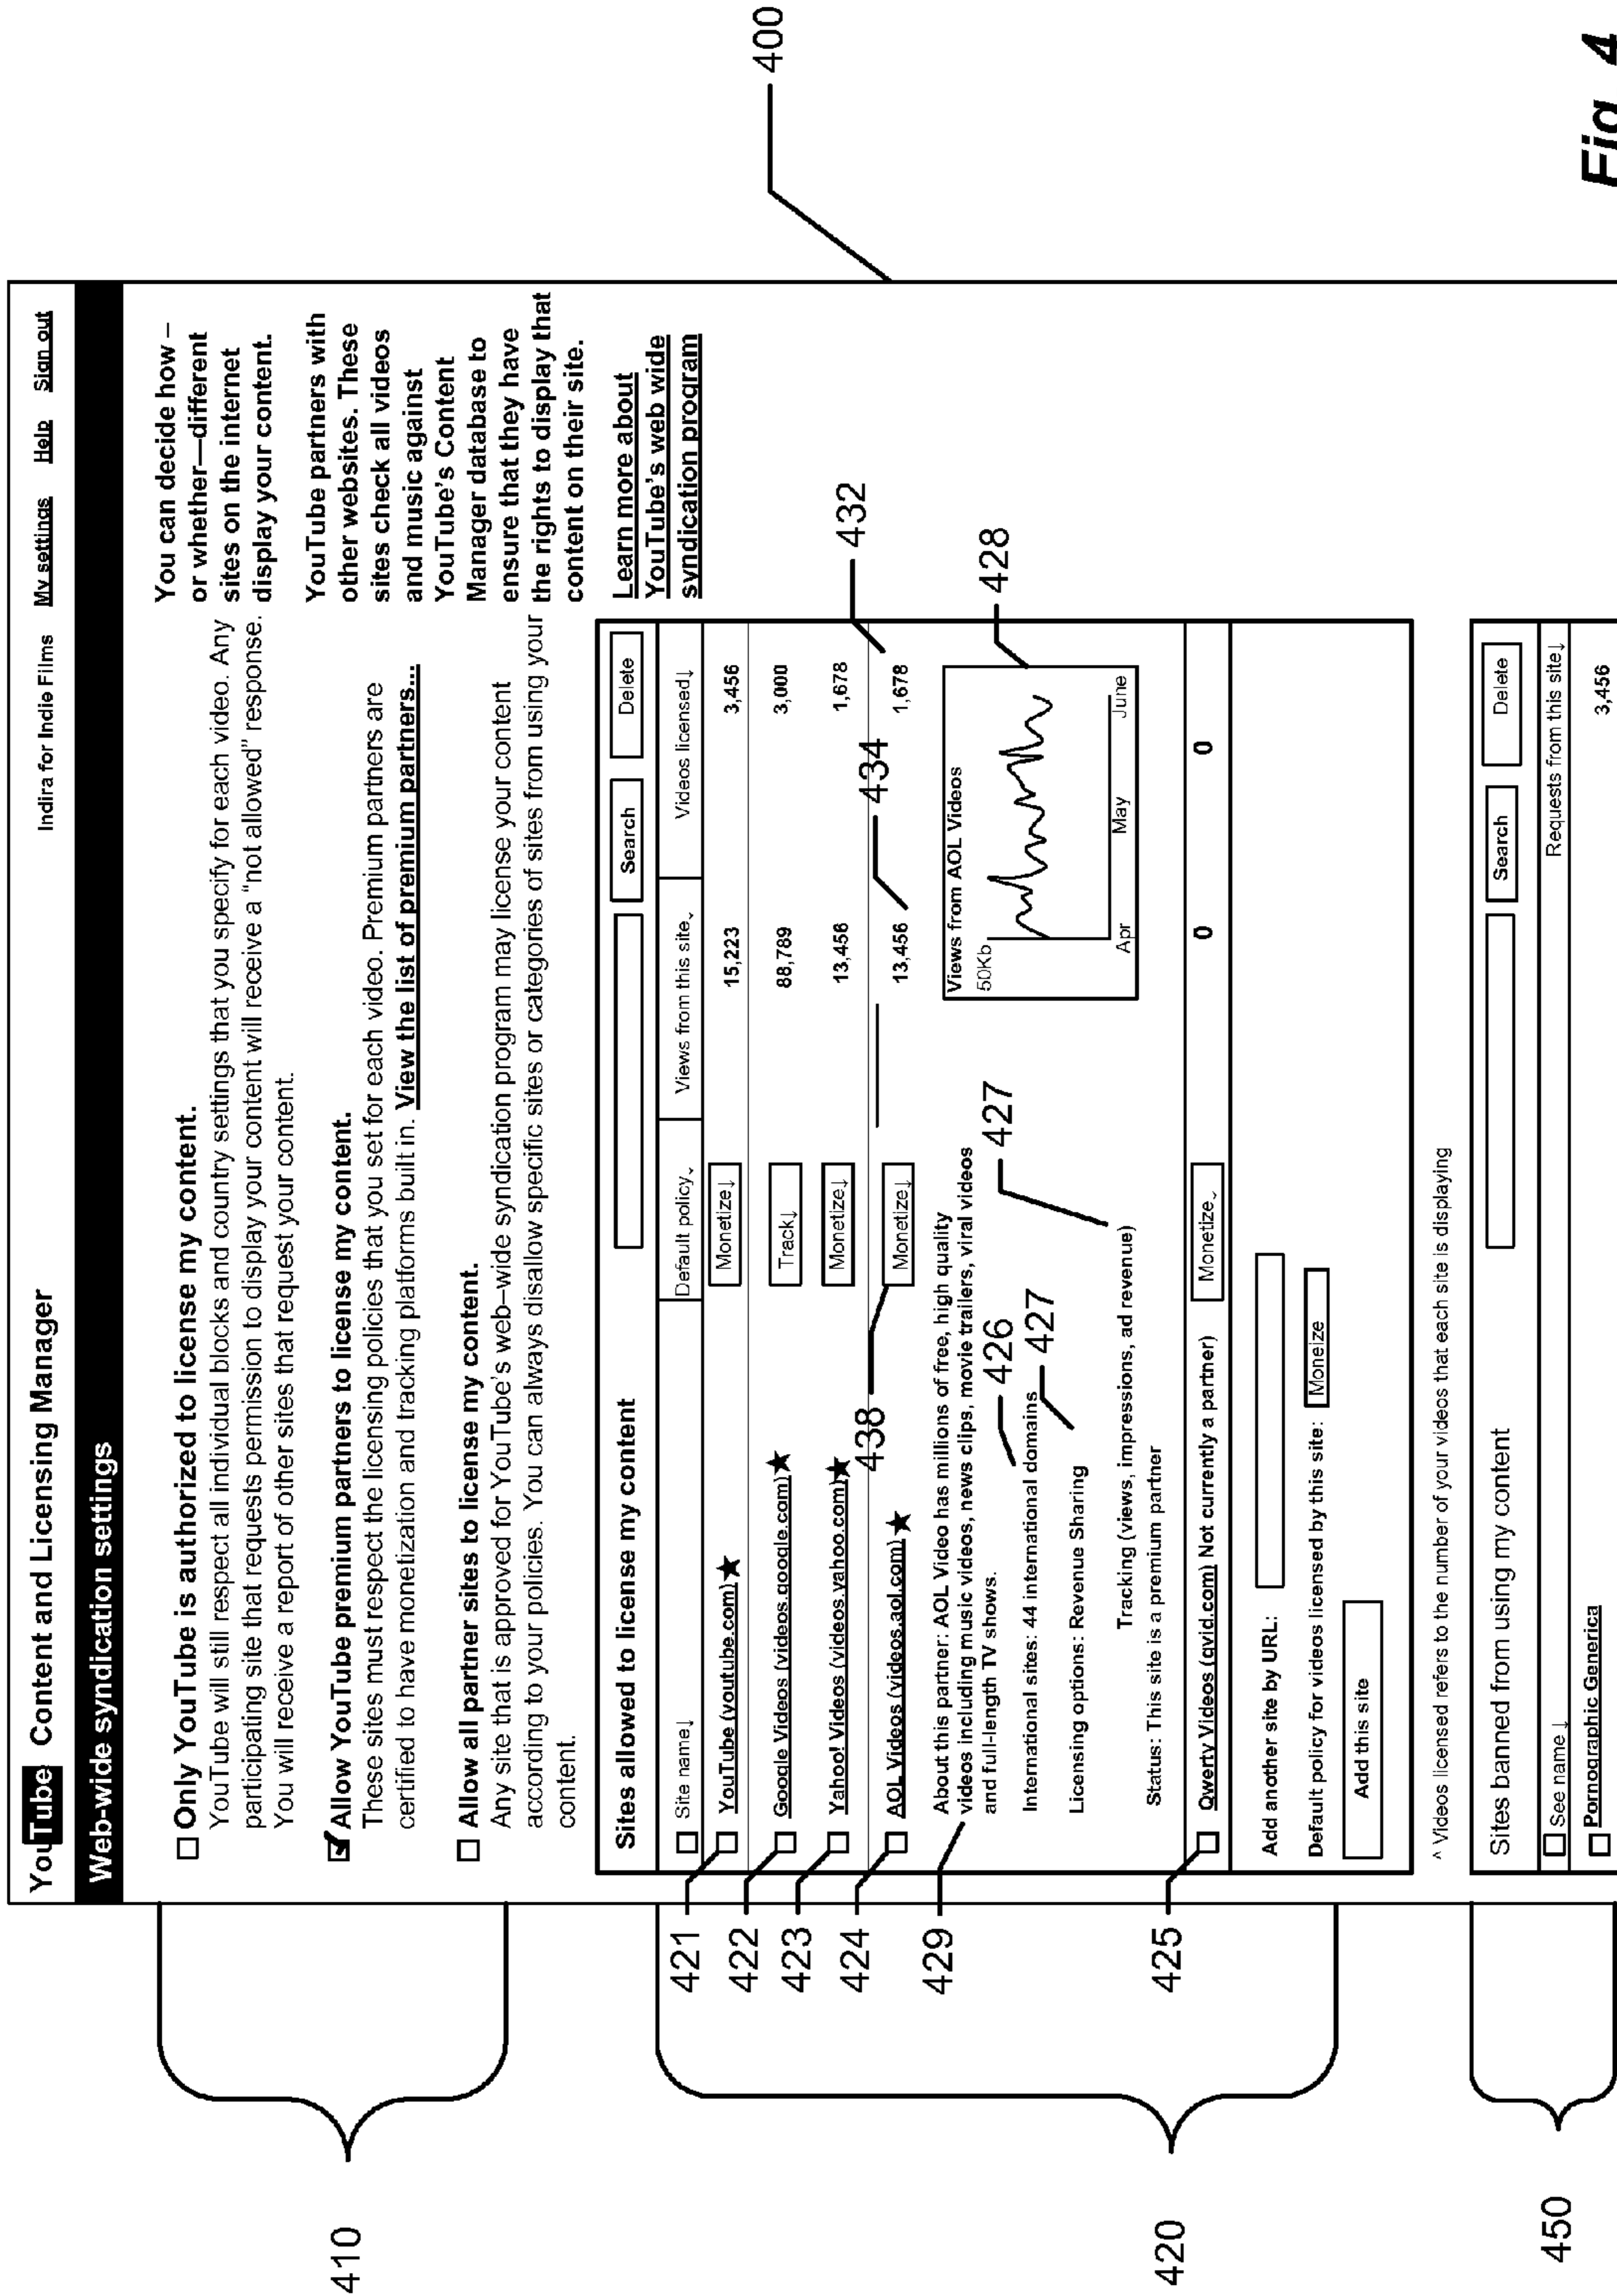 YouTube Content and Licensing Manager
Indira for Indie Films My settings Help Sign out
Web-wide syndication settings
Only YouTube is authorized to license my content.
YouTube will still respect all individual blocks and country settings that you specify for each video. Any
participating site that requests permission to display your content will receive a "not allowed" response.
You will receive a report of other sites that request your content.
Allow YouTube premium partners to license my content.
These sites must respect the licensing policies that you set for each video. Premium partners are
certified to have monetization and tracking platforms built in. View the list of premium partners...
Allow all partner sites to license my content.
Any site that is approved for YouTube's web–wide syndication program may license your content
according to your policies. You can always disallow specific sites or categories of sites from using your
content.
You can decide how –
or whether—different
sites on the internet
display your content.
YouTube partners with
other websites. These
sites check all videos
and music against
YouTube's Content
Manager database to
ensure that they have
the rights to display that
content on their site.
Learn more about
YouTube's web wide
syndication program
Sites allowed to license my content Search Delete
Site name↓ Default policy Views from this site Videos licensed↓
YouTube (youtube.com)★ Monetize↓ 15,223 3,456
Google Videos (videos.google.com)★ Track↓ 88,789 3,000
Yahoo! Videos (videos.yahoo.com)★ Monetize↓ 13,456 1,678
AOL Videos (videos.aol.com)★ Monetize↓ 13,456 1,678
About this partner: AOL Video has millions of free, high quality
videos including music videos, news clips, movie trailers, viral videos
and full-length TV shows.
International sites: 44 international domains
Licensing options: Revenue Sharing
Tracking (views, impressions, ad revenue)
Status: This site is a premium partner
Views from AOL Videos
50Kb
Apr May June
Qwerty Videos (qvid.com) Not currently a partner) Monetize 0 0
Add another site by URL:
Default policy for videos licensed by this site: Moneize
Add this site
^ Videos licensed refers to the number of your videos that each site is displaying
Sites banned from using my content Search Delete
See name↓ Requests from this site↓
Pornographic Generica 3,456
410
420
450
421
422
423
424
429
425
438
426
427
427
434
432
428
400
Fig. 4